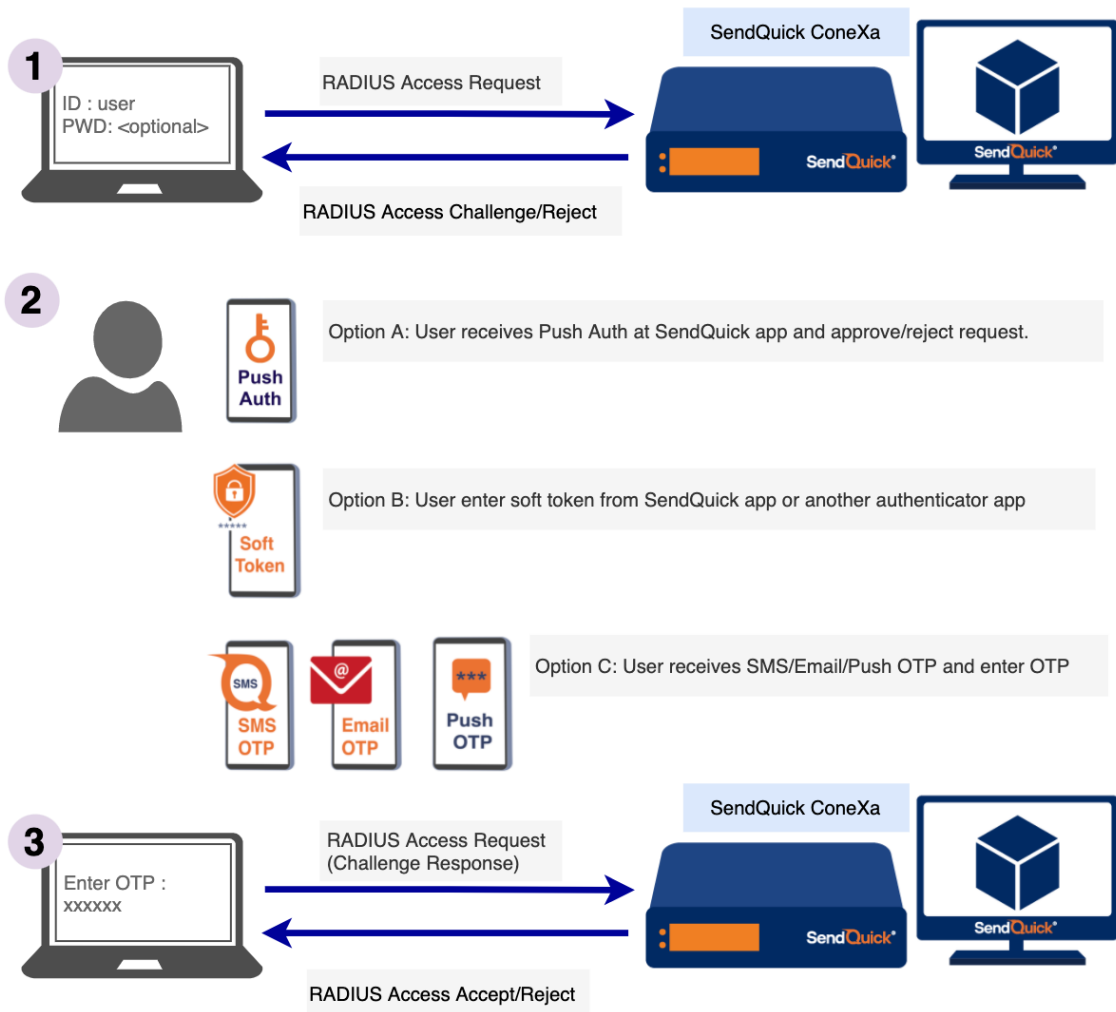 SendQuick ConeXa
1
ID : user
PWD: <optional>
RADIUS Access Request
SendQuick®
SendQuick®
RADIUS Access Challenge/Reject
2
Push
Auth
Option A: User receives Push Auth at SendQuick app and approve/reject request.
*****
Soft
Token
Option B: User enter soft token from SendQuick app or another authenticator app
SMS
SMS
OTP
@
Email
OTP
***
Push
OTP
Option C: User receives SMS/Email/Push OTP and enter OTP
SendQuick ConeXa
3
Enter OTP :
xxxxxx
RADIUS Access Request
(Challenge Response)
SendQuick®
SendQuick®
RADIUS Access Accept/Reject